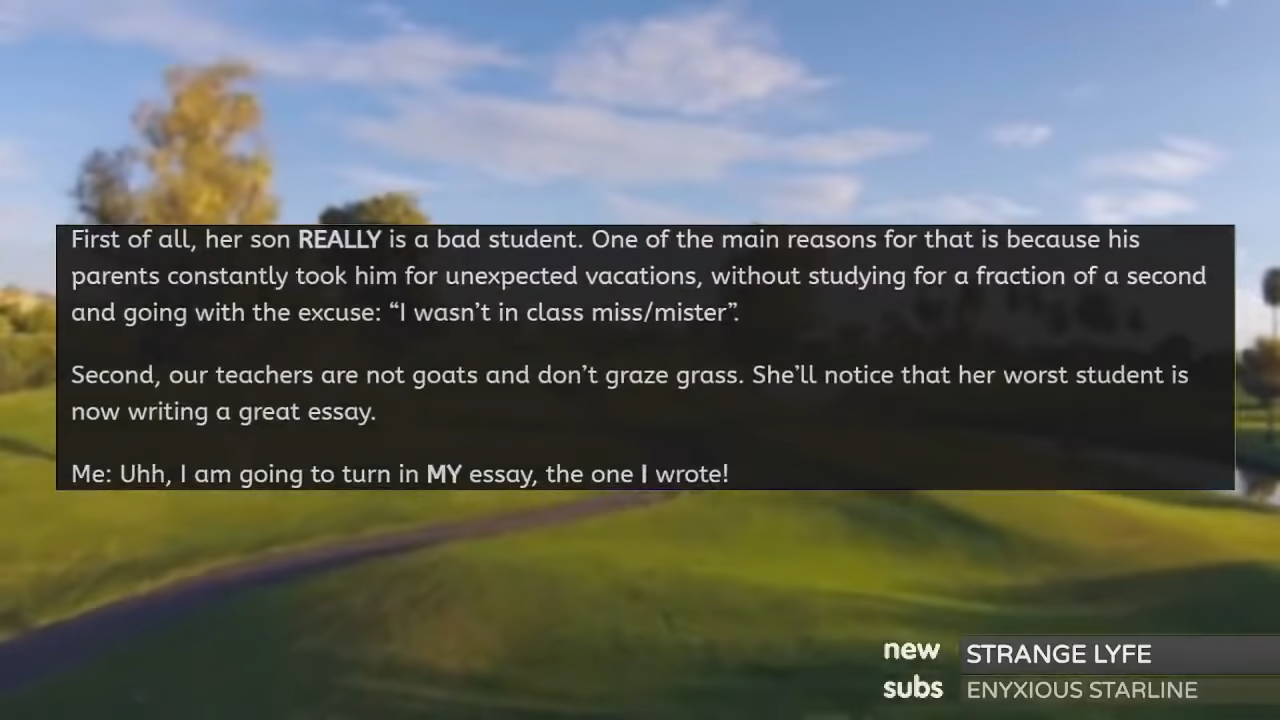 First of all, her son REALLY is a bad student. One of the main reasons for that is because his
parents constantly took him for unexpected vacations, without studying for a fraction of a second
and going with the excuse: “I wasn’t in class miss/mister”.
Second, our teachers are not goats and don’t graze grass. She’ll notice that her worst student is
now writing a great essay.
Me: Uhh, I am going to turn in MY essay, the one I wrote!
new STRANGE LYFE
subs ENYXIOUS STARLINE